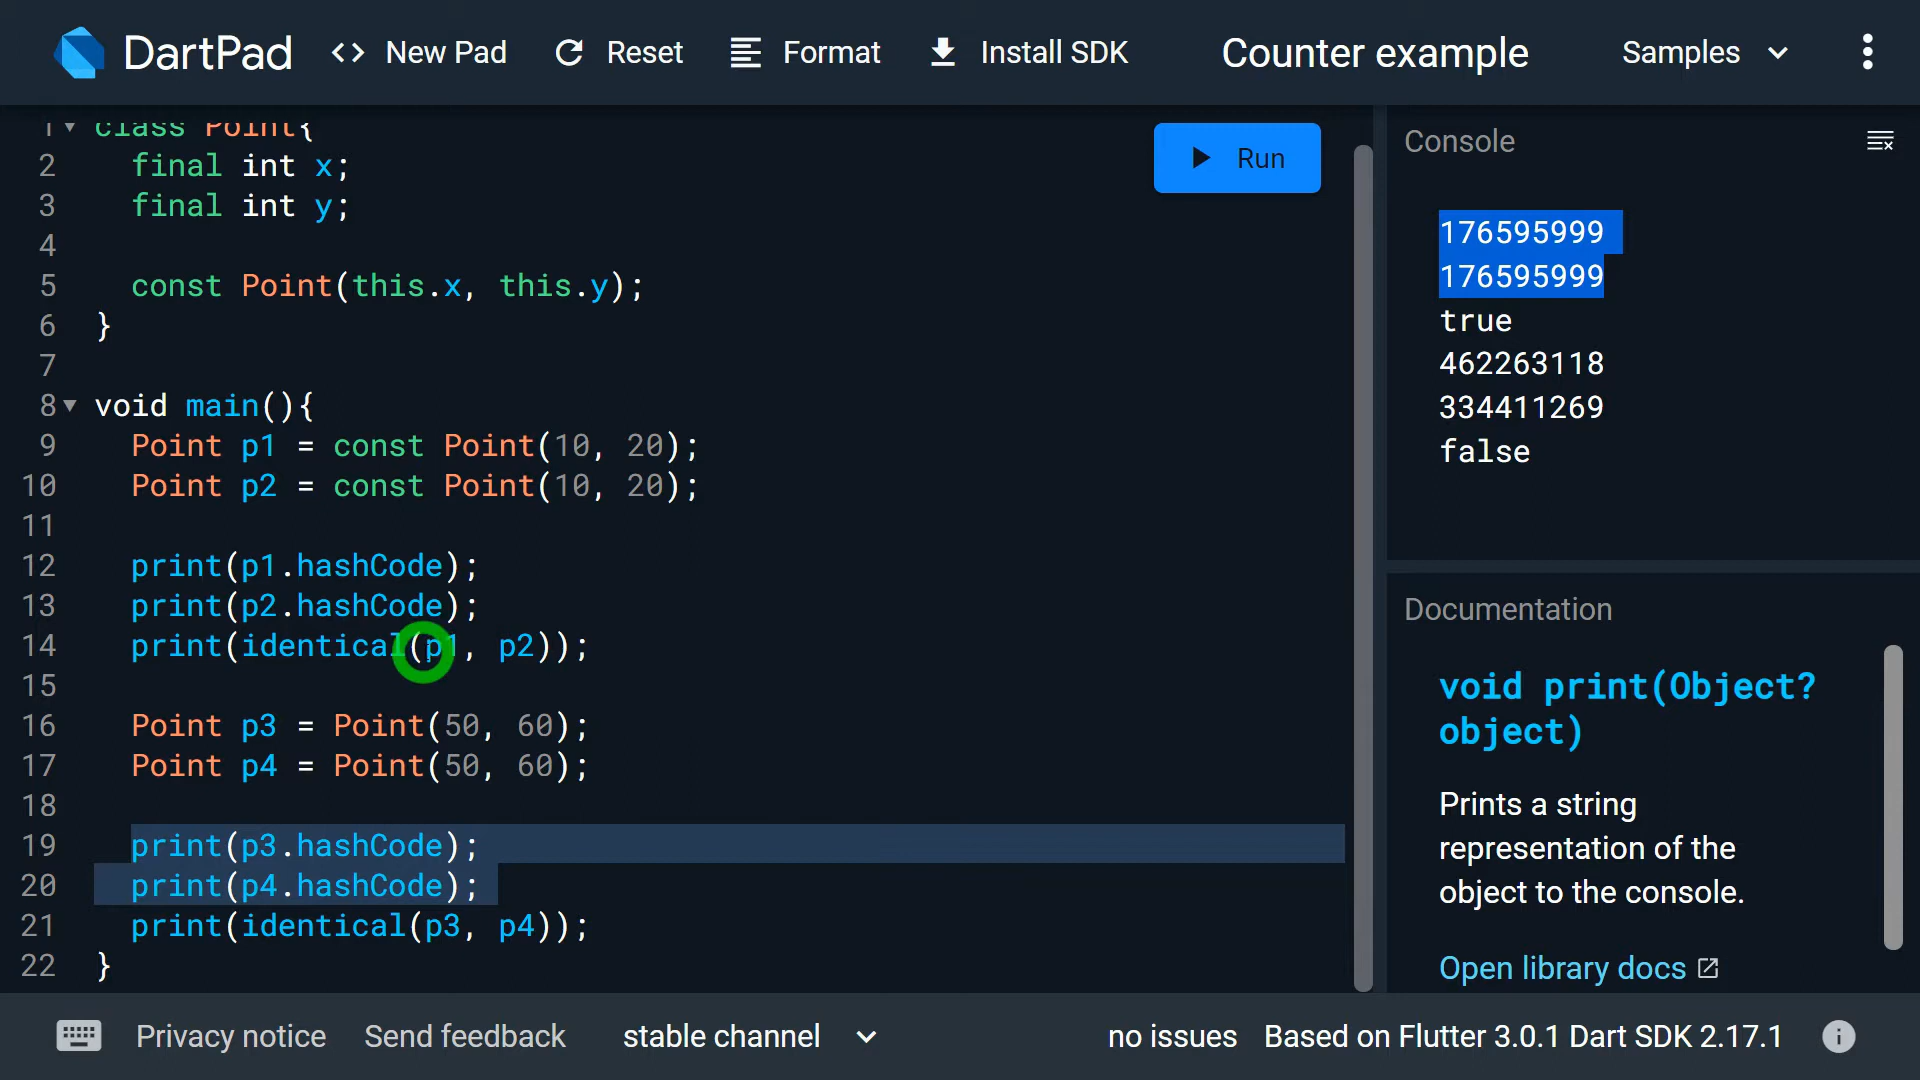 DartPad <> New Pad Reset Format Install SDK Counter example Samples
1 class Point{
2 final int x;
3 final int y;
4
5 const Point(this.x, this.y);
6 }
7
8 void main(){
9 Point p1 = const Point(10, 20);
10 Point p2 = const Point(10, 20);
11
12 print(p1.hashCode);
13 print(p2.hashCode);
14 print(identical(p1, p2));
15
16 Point p3 = Point(50, 60);
17 Point p4 = Point(50, 60);
18
19 print(p3.hashCode);
20 print(p4.hashCode);
21 print(identical(p3, p4));
22 }
Run
Console
176595999
176595999
true
462263118
334411269
false
Documentation
void print(Object?
object)
Prints a string
representation of the
object to the console.
Open library docs
Privacy notice Send feedback stable channel no issues Based on Flutter 3.0.1 Dart SDK 2.17.1